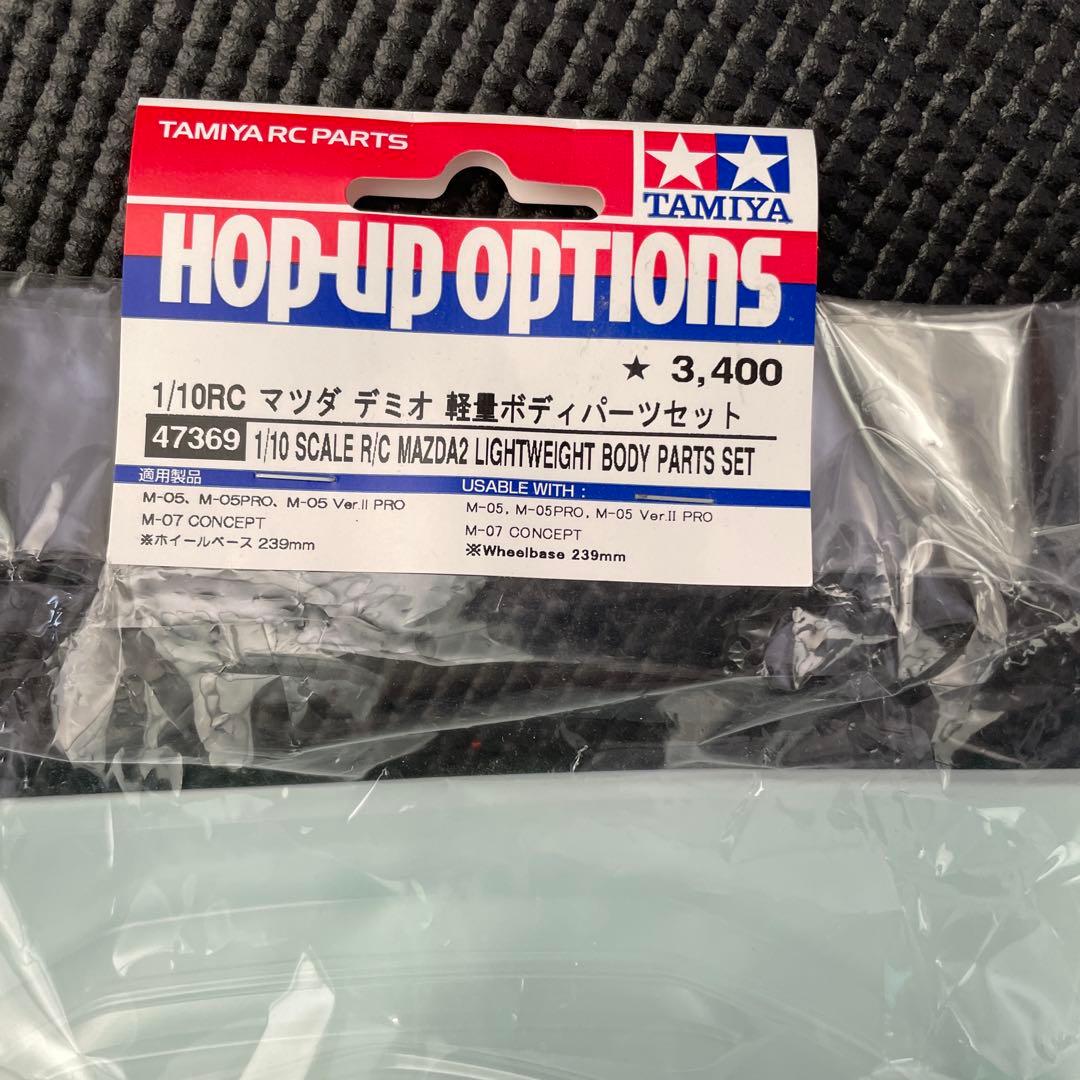 TAMIYA RC PARTS
TAMIYA
HOP-UP OPTIONS
★ 3,400
1/10RC マツダ デミオ 軽量ボディパーツセット
47369 1/10 SCALE R/C MAZDA2 LIGHTWEIGHT BODY PARTS SET
適用製品
M-05、M-05PRO、M-05 Ver.II PRO
M-07 CONCEPT
※ホイールベース 239mm
USABLE WITH :
M-05, M-05PRO, M-05 Ver.II PRO
M-07 CONCEPT
※Wheelbase 239mm